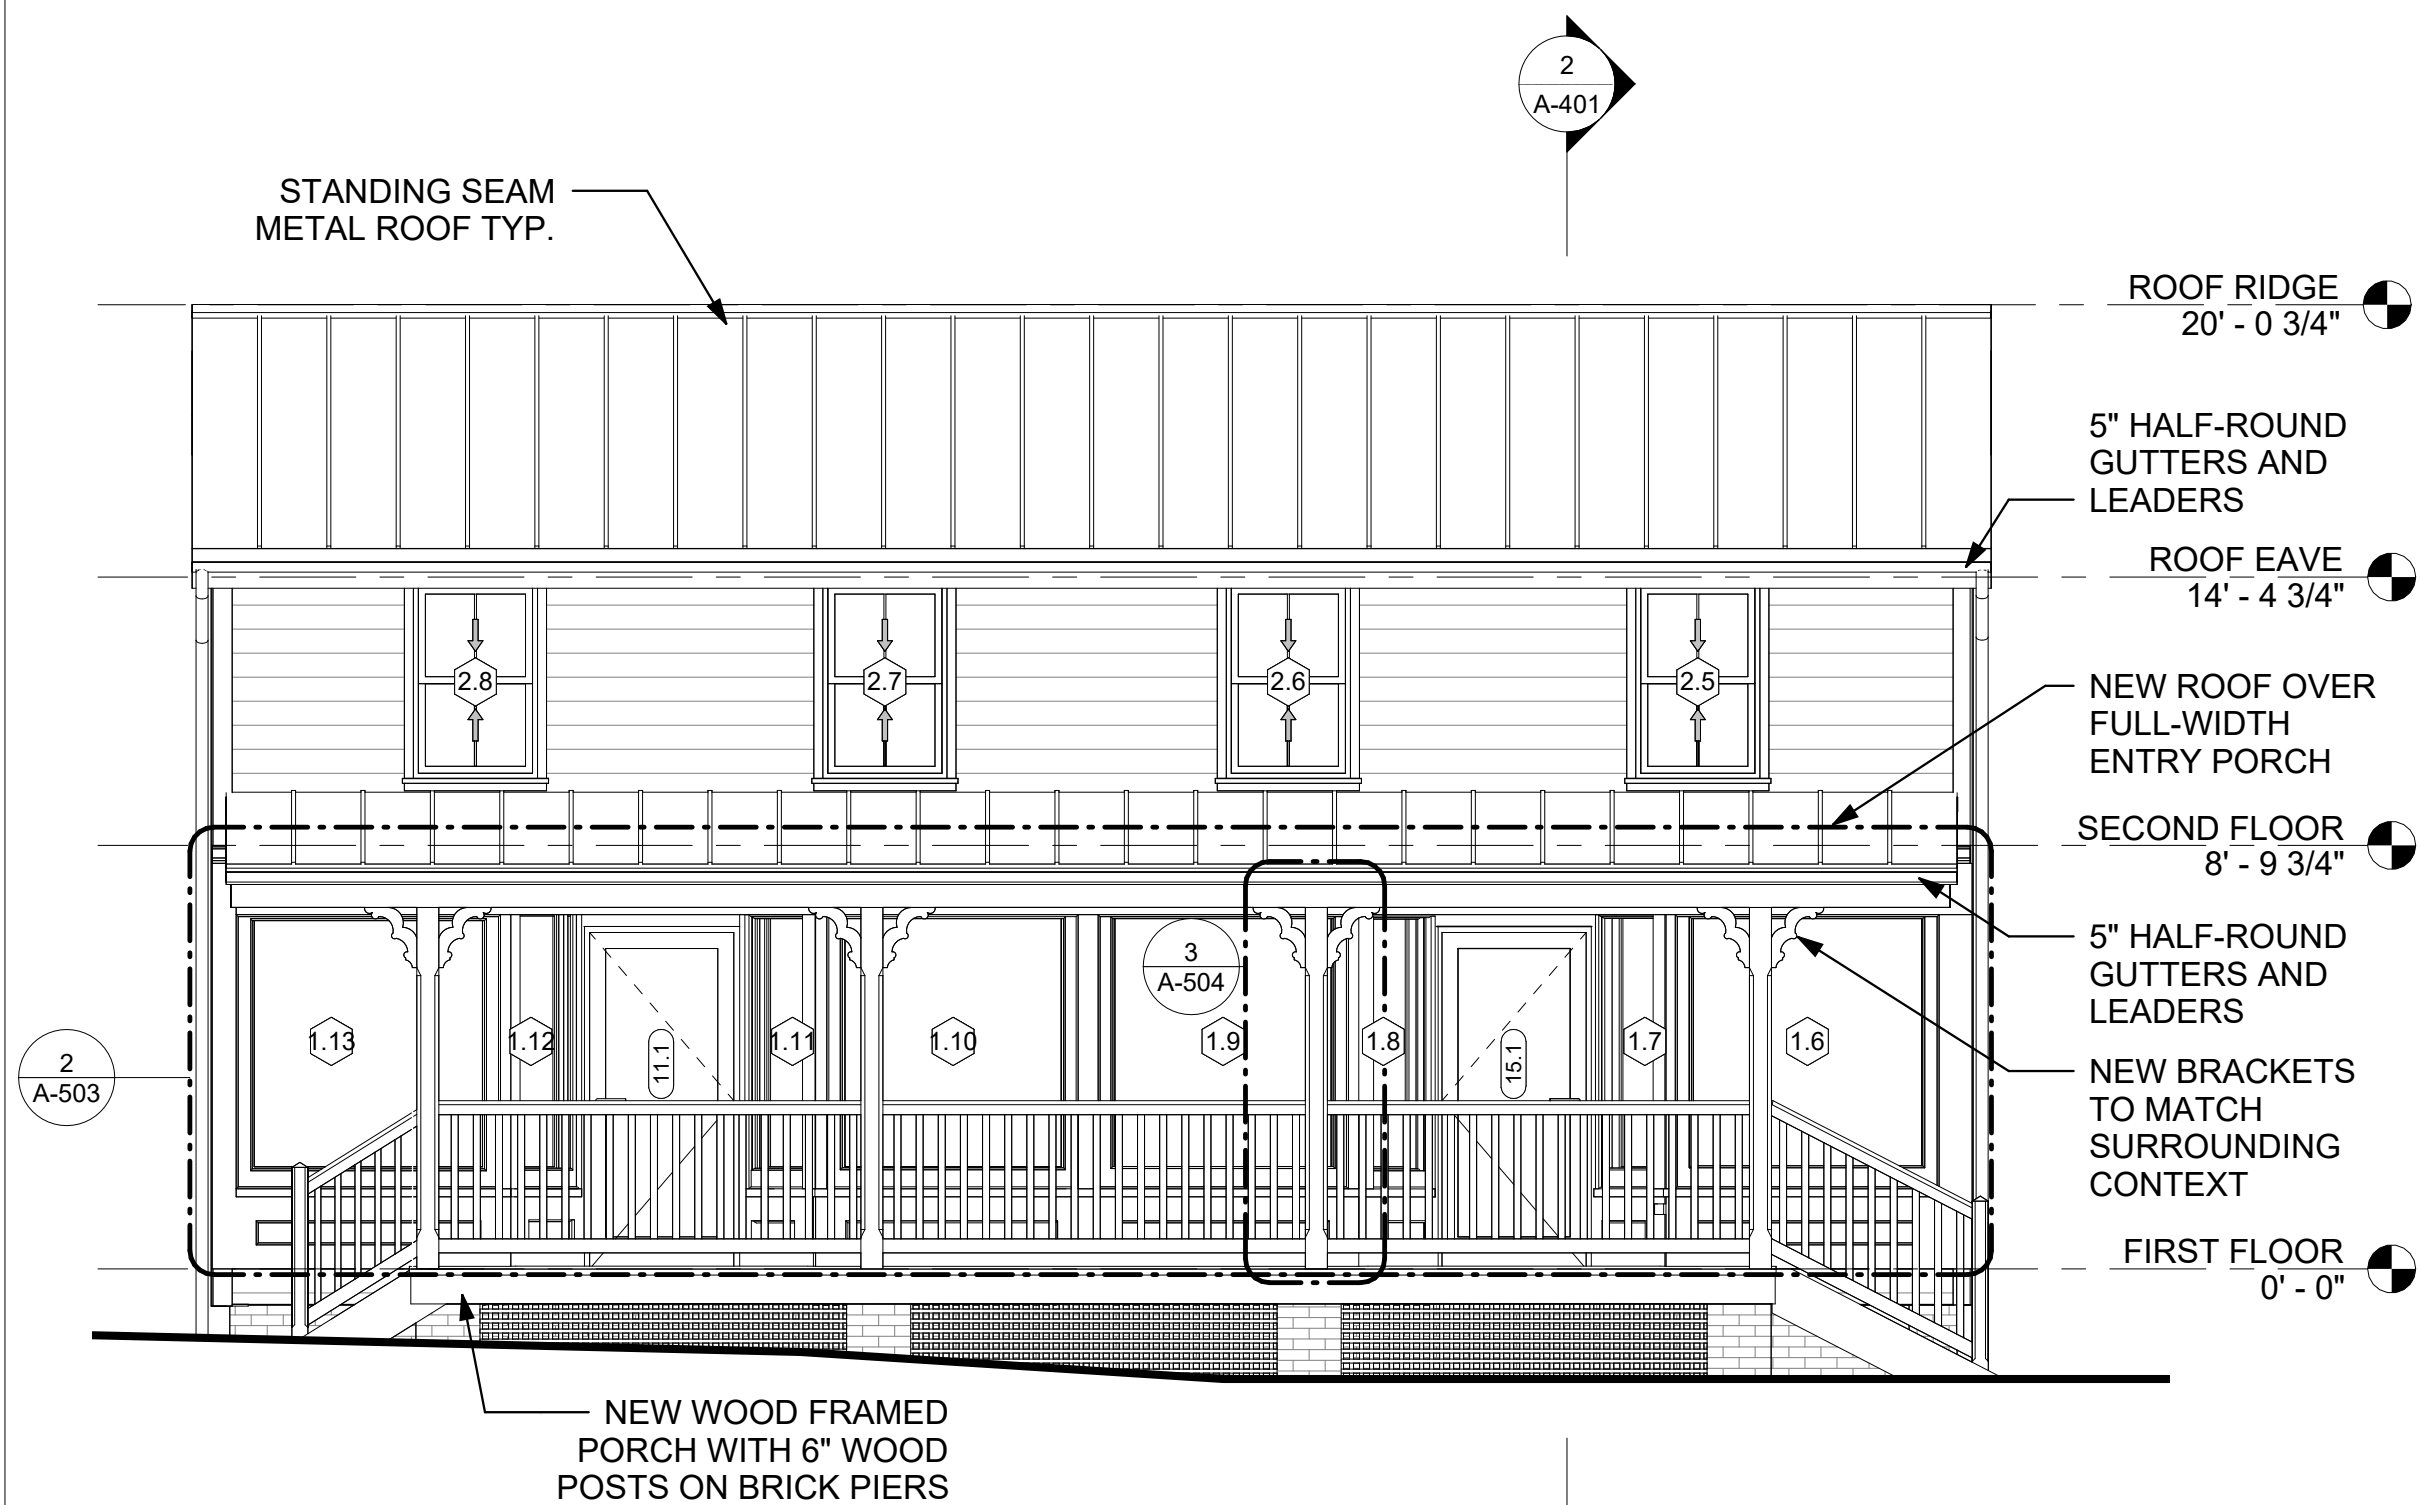 2
A-401
STANDING SEAM
METAL ROOF TYP.
ROOF RIDGE
20' - 0 3/4"
5" HALF-ROUND
GUTTERS AND
LEADERS
ROOF EAVE
14' - 4 3/4"
2.8
2.7
2.6
2.5
NEW ROOF OVER
FULL-WIDTH
ENTRY PORCH
SECOND FLOOR
8' - 9 3/4"
5" HALF-ROUND
GUTTERS AND
LEADERS
3
A-504
1.13
1.12
11.1
1.11
1.10
1.9
1.8
15.1
1.7
1.6
2
A-503
NEW BRACKETS
TO MATCH
SURROUNDING
CONTEXT
FIRST FLOOR
0' - 0"
NEW WOOD FRAMED
PORCH WITH 6" WOOD
POSTS ON BRICK PIERS